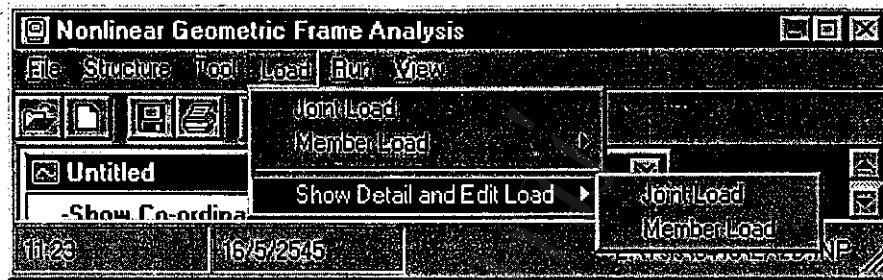 Nonlinear Geometric Frame Analysis
File Structure Tool Load Run View
Joint Load
Member Load
Untitled
Show Detail and Edit Load
Joint Load
-Show Co-ordina
Member Load
11:23
16/5/2545